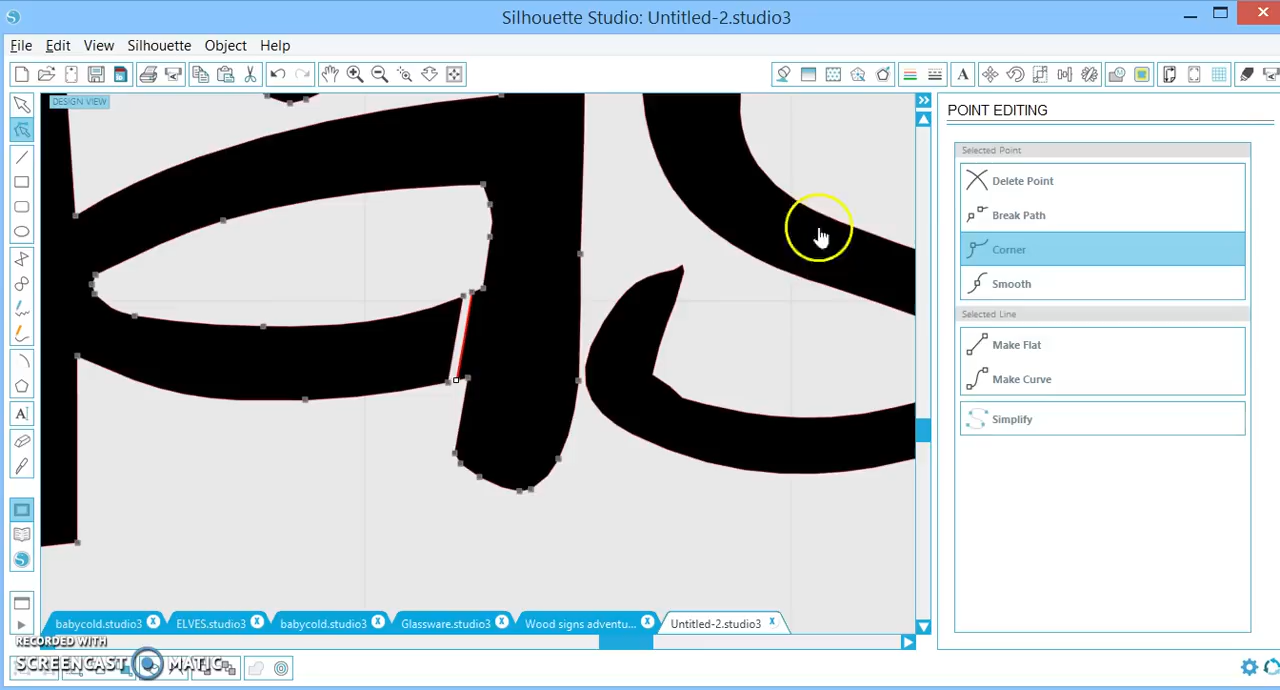 Silhouette Studio: Untitled-2.studio3
File Edit View Silhouette Object Help
DESIGN VIEW
POINT EDITING
Selected Point
Delete Point
Break Path
Corner
Smooth
Selected Line
Make Flat
Make Curve
Simplify
babycold.studio3 ELVES.studio3 babycold.studio3 Glassware.studio3 Wood signs adventu... Untitled-2.studio3
RECORDED WITH
SCREENCAST MATIC